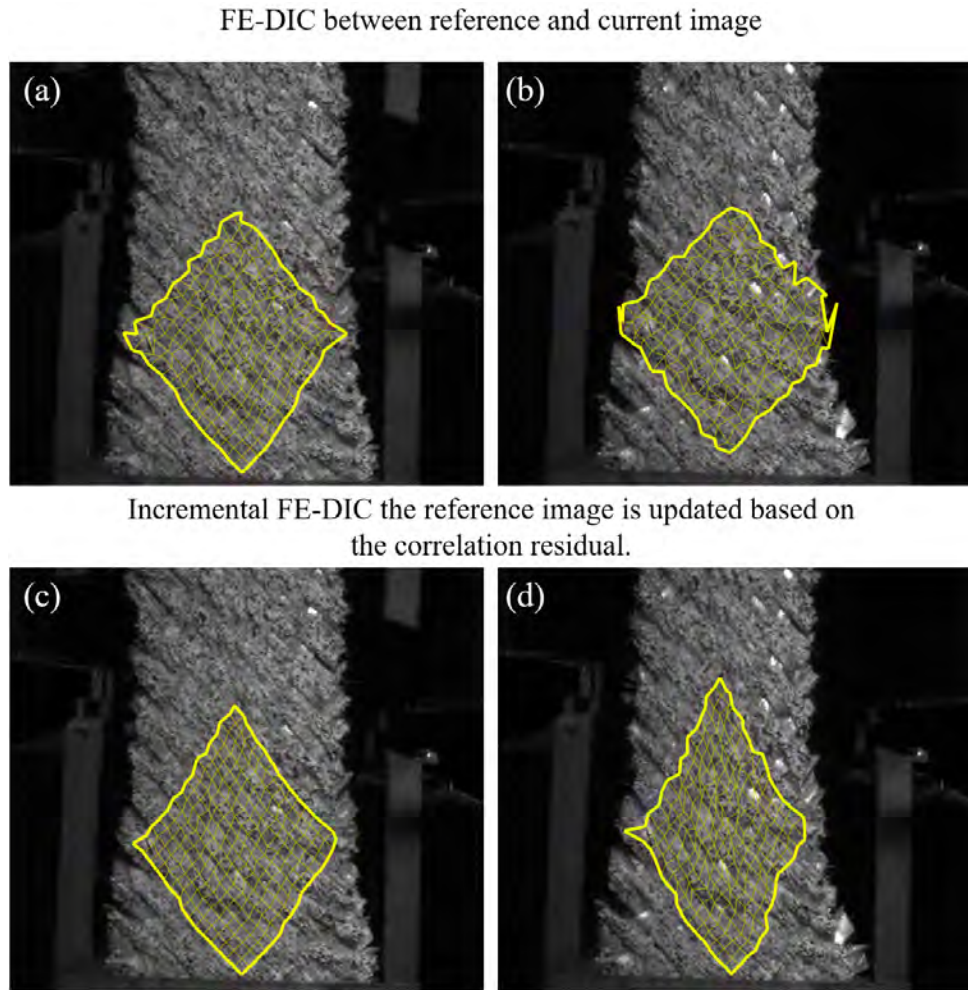 FE-DIC between reference and current image
(a)
(b)
Incremental FE-DIC the reference image is updated based on
the correlation residual.
(c)
(d)